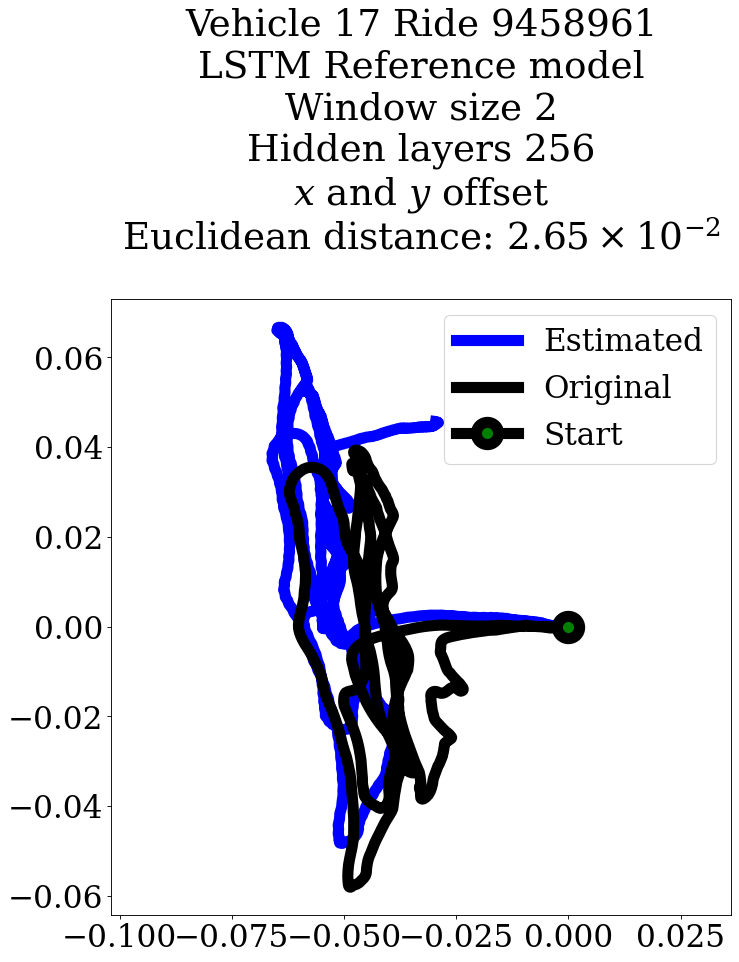 Vehicle 17 Ride 9458961
LSTM Reference model
Window size 2
Hidden layers 256
x and y offset
Euclidean distance: 2.65 × 10⁻²
Estimated
Original
Start
0.06
0.04
0.02
0.00
−0.02
−0.04
−0.06
−0.100 −0.075 −0.050 −0.025 0.000 0.025